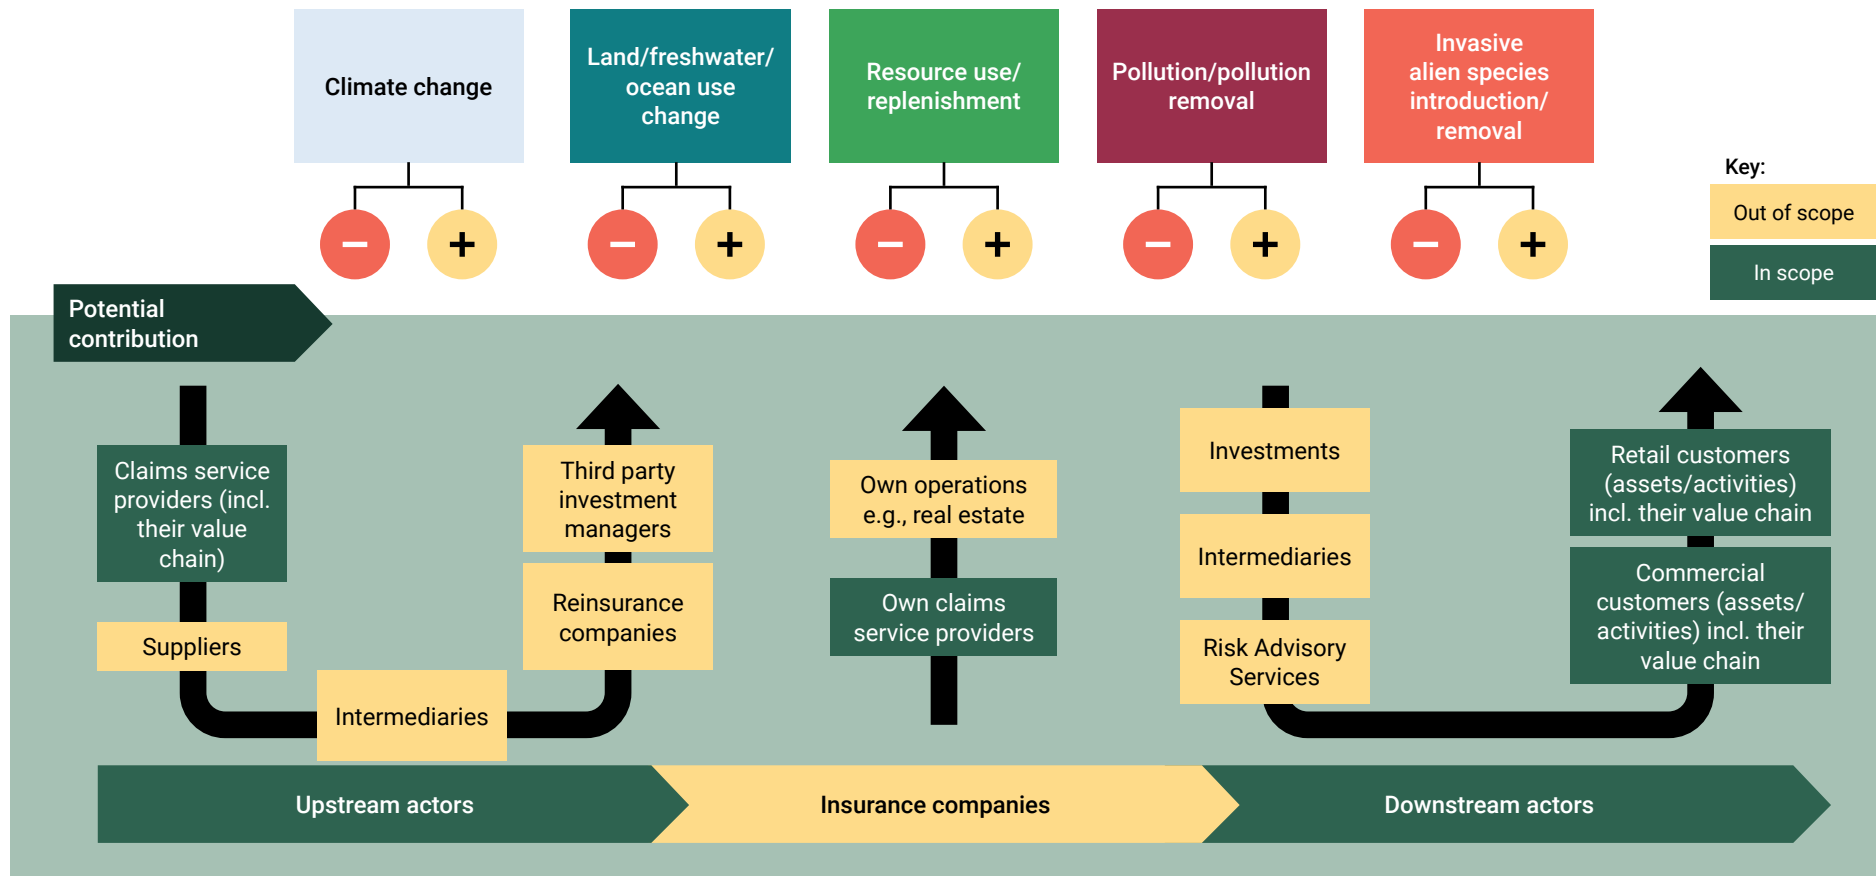 Climate change
Land/freshwater/
ocean use
change
Resource use/
replenishment
Pollution/pollution
removal
Invasive
alien species
introduction/
removal
−
+
−
+
−
+
−
+
−
+
Key:
Out of scope
In scope
Potential
contribution
Claims service
providers (incl.
their value
chain)
Suppliers
Intermediaries
Third party
investment
managers
Reinsurance
companies
Own operations
e.g., real estate
Own claims
service providers
Investments
Intermediaries
Risk Advisory
Services
Retail customers
(assets/activities)
incl. their value chain
Commercial
customers (assets/
activities) incl. their
value chain
Upstream actors
Insurance companies
Downstream actors